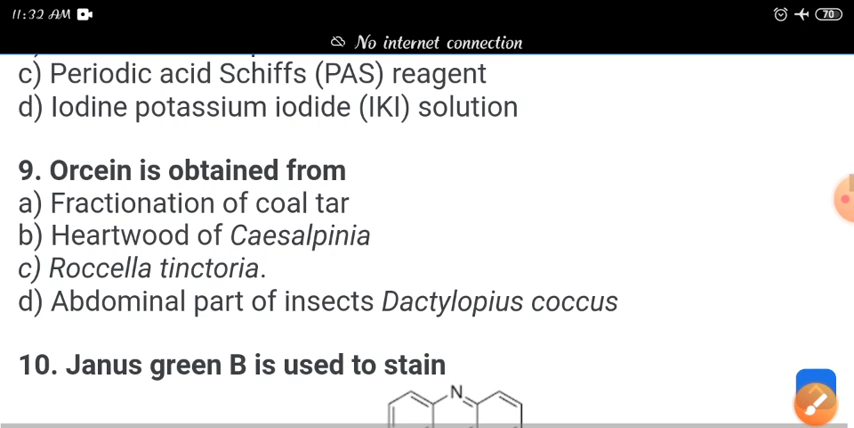 11:32 AM
70
No internet connection
c) Periodic acid Schiffs (PAS) reagent
d) Iodine potassium iodide (IKI) solution
9. Orcein is obtained from
a) Fractionation of coal tar
b) Heartwood of Caesalpinia
c) Roccella tinctoria.
d) Abdominal part of insects Dactylopius coccus
10. Janus green B is used to stain
N